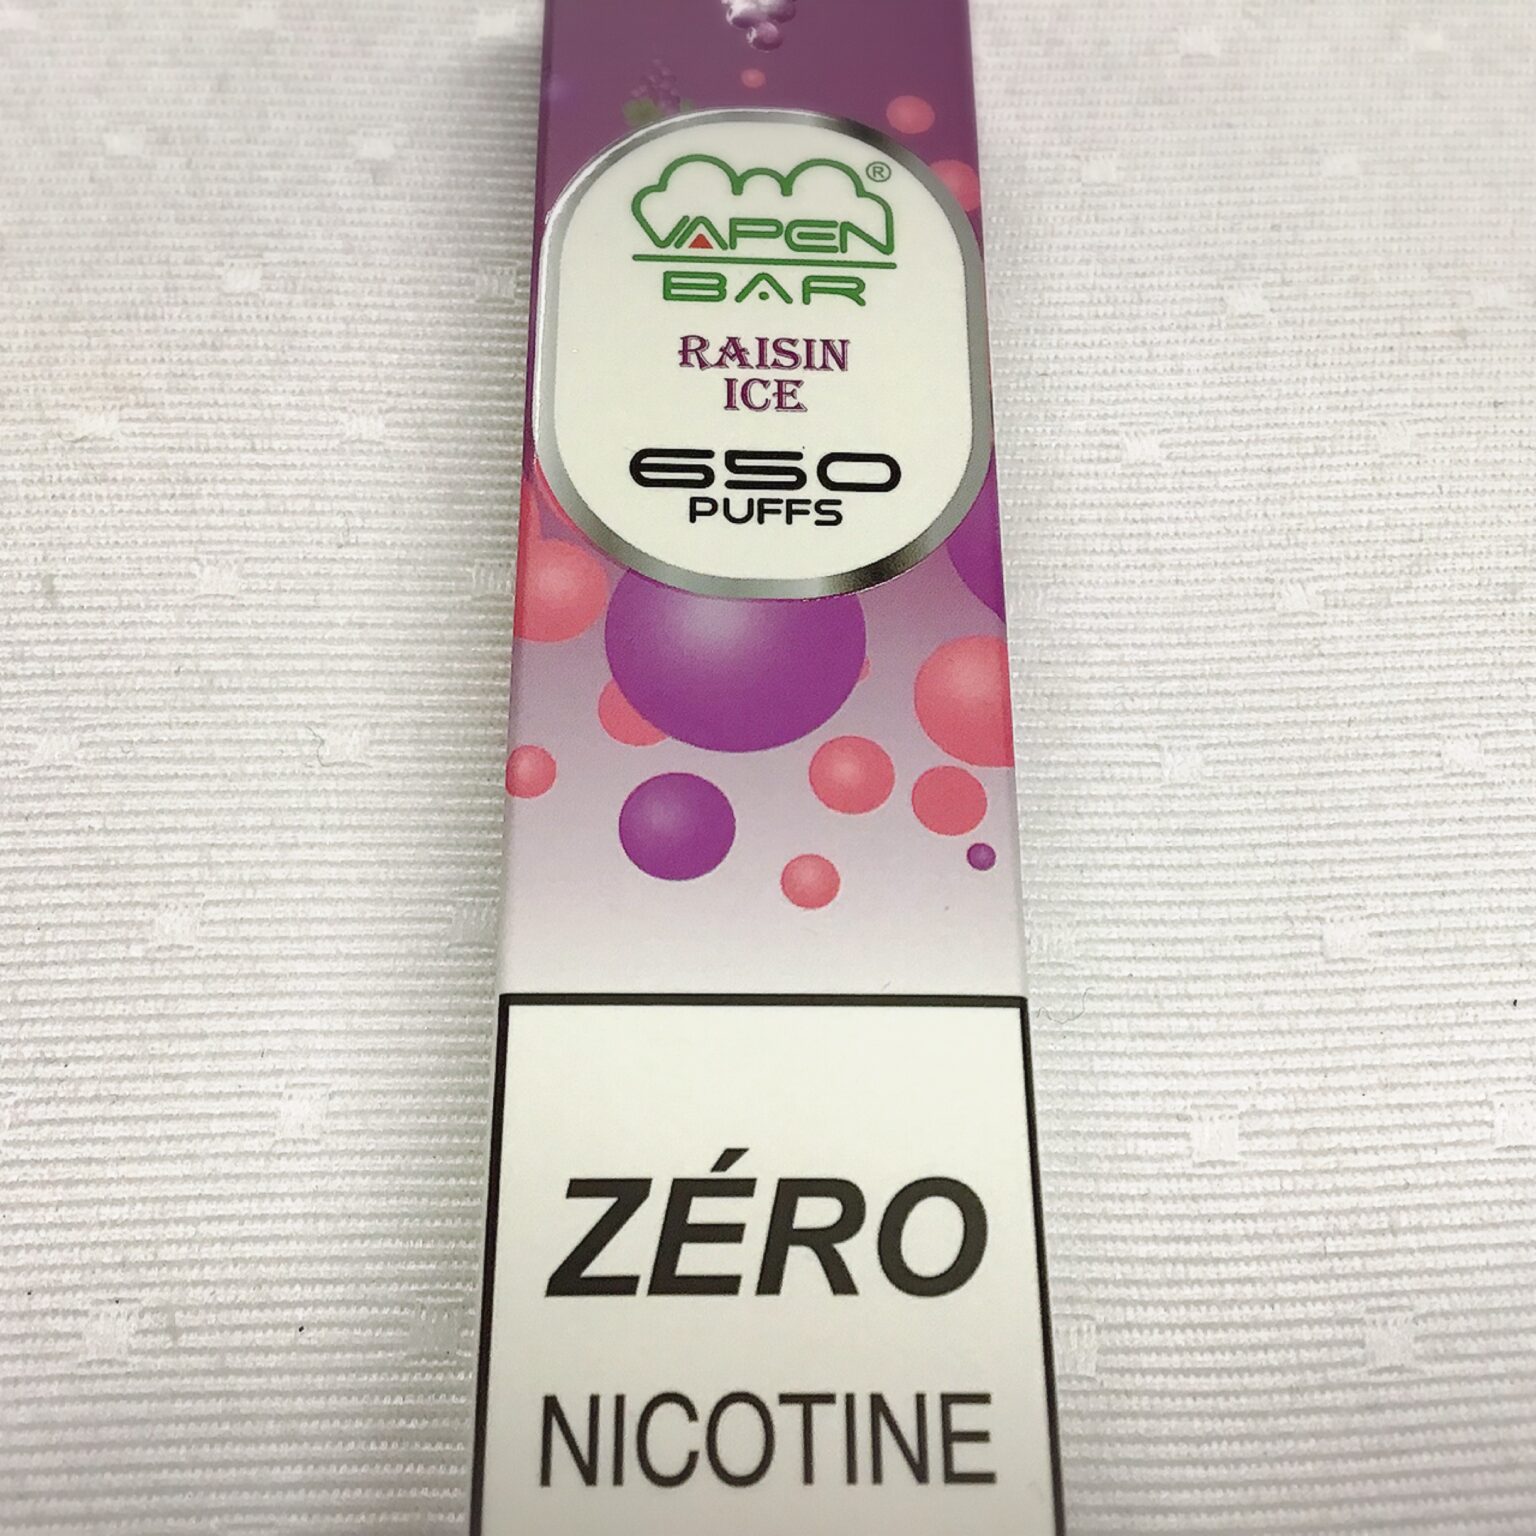 VAPEN®
BAR
RAISIN
ICE
650
PUFFS
ZÉRO
NICOTINE